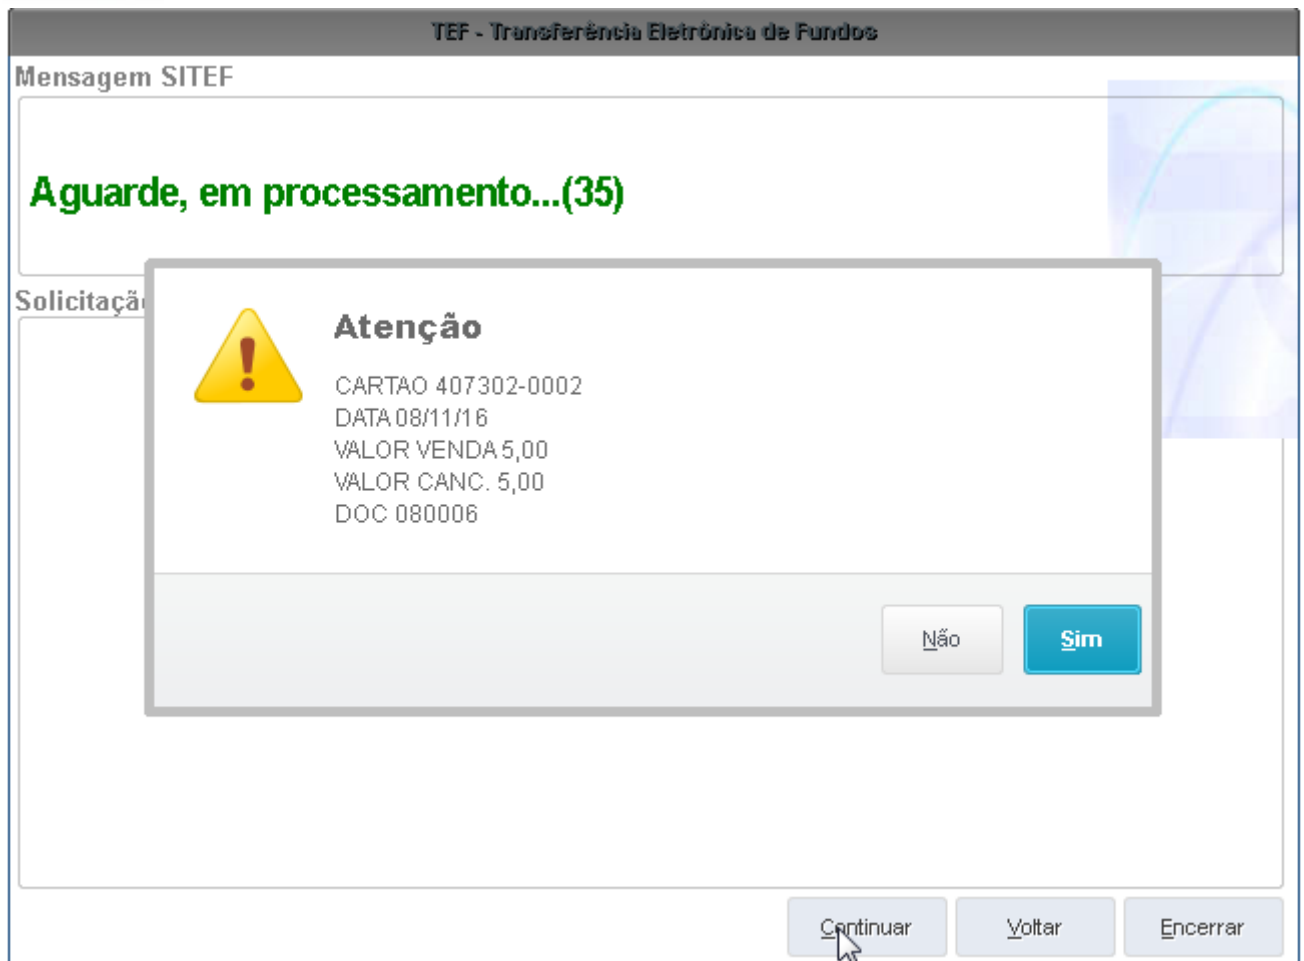 TEF - Transferência Eletrônica de Fundos
Mensagem SITEF
Aguarde, em processamento...(35)
Solicitaçã
Atenção
CARTAO 407302-0002
DATA 08/11/16
VALOR VENDA 5,00
VALOR CANC. 5,00
DOC 080006
Não
Sim
Continuar
Voltar
Encerrar